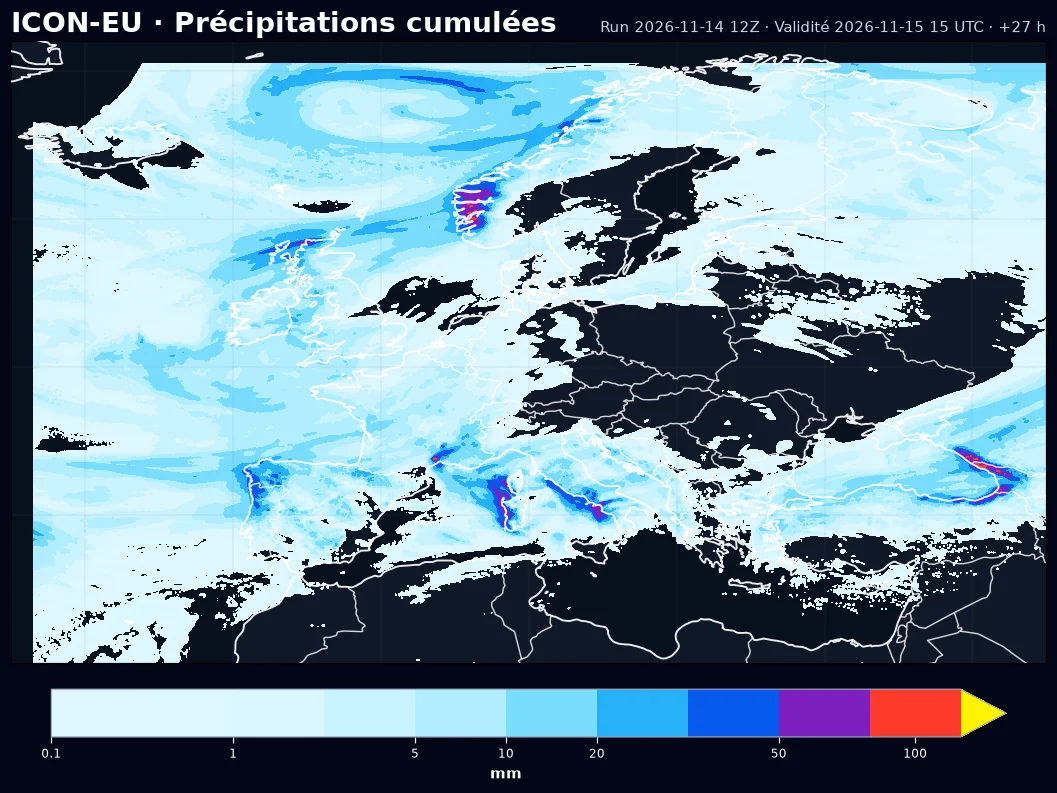 ICON-EU · Précipitations cumulées
Run 2026-11-14 12Z · Validité 2026-11-15 15 UTC · +27 h
0.1 1 5 10 20 50 100
mm